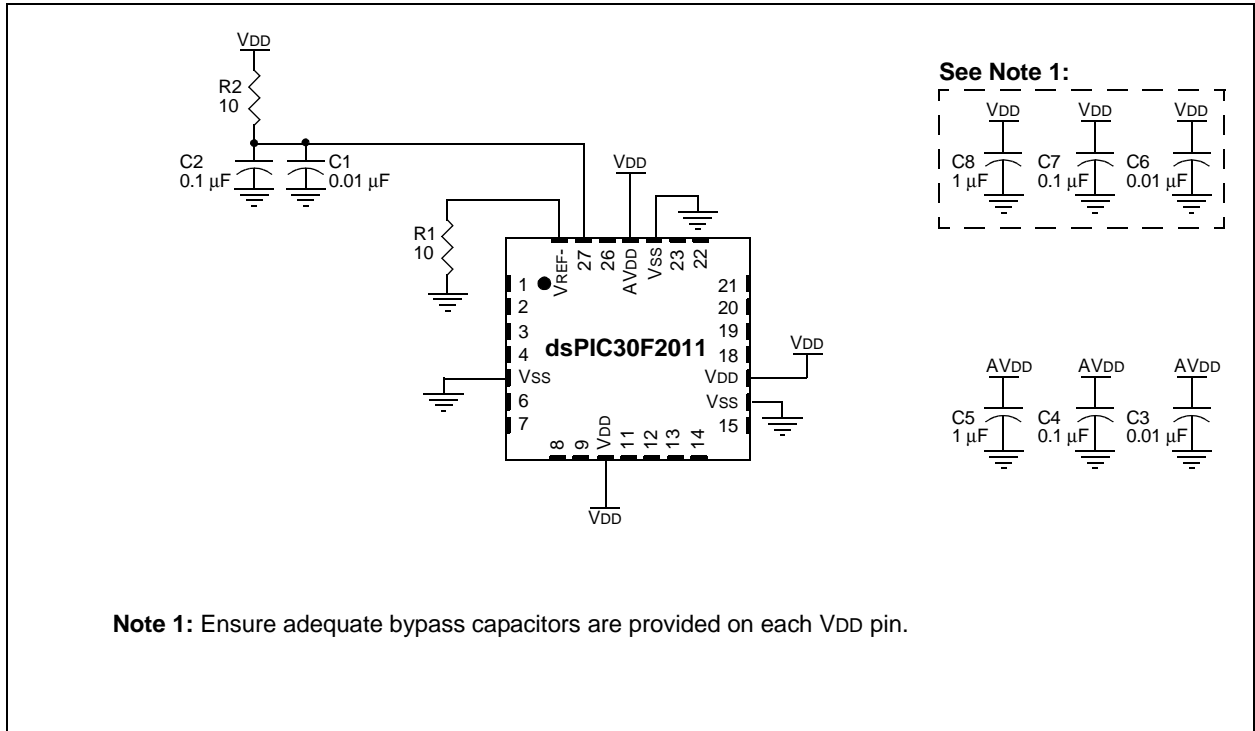 VDD
R2
10
C2
0.1 µF
C1
0.01 µF
R1
10
VDD
VREF-
27
26
AVDD
VSS
23
22
1
2
3
4
VSS
6
7
dsPIC30F2011
21
20
19
18
VDD
VSS
15
VDD
8
9
VDD
11
12
13
14
VDD
See Note 1:
VDD
VDD
VDD
C8
1 µF
C7
0.1 µF
C6
0.01 µF
AVDD
AVDD
AVDD
C5
1 µF
C4
0.1 µF
C3
0.01 µF
Note 1: Ensure adequate bypass capacitors are provided on each VDD pin.